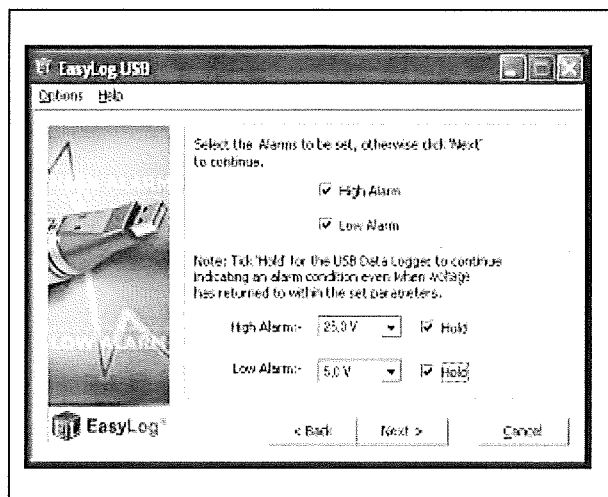 EasyLog USB
Options Help
Select the Alarms to be set, otherwise click 'Next'
to continue.
High Alarm
Low Alarm
Note: Tick 'Hold' for the USB Data Logger to continue
indicating an alarm condition even when voltage
has returned to within the set parameters.
High Alarm:- 25.0 V Hold
Low Alarm:- 5.0 V Hold
LOW ALARM
EasyLog
< Back Next > Cancel